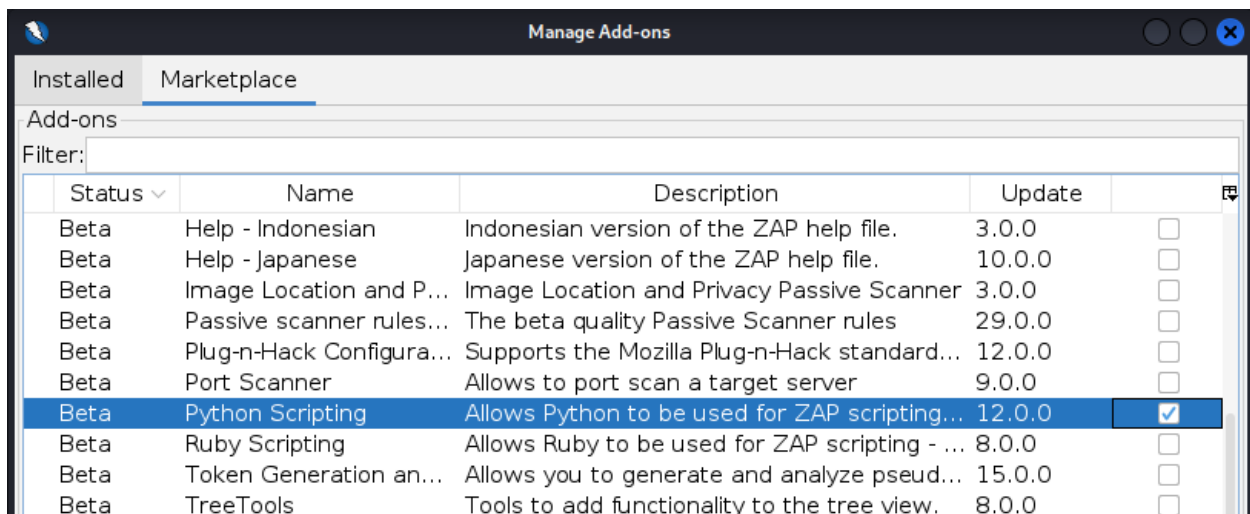 Manage Add-ons
Installed Marketplace
Add-ons
Filter:
Status Name Description Update
Beta Help - Indonesian Indonesian version of the ZAP help file. 3.0.0
Beta Help - Japanese Japanese version of the ZAP help file. 10.0.0
Beta Image Location and P... Image Location and Privacy Passive Scanner 3.0.0
Beta Passive scanner rules... The beta quality Passive Scanner rules 29.0.0
Beta Plug-n-Hack Configura... Supports the Mozilla Plug-n-Hack standard... 12.0.0
Beta Port Scanner Allows to port scan a target server 9.0.0
Beta Python Scripting Allows Python to be used for ZAP scripting... 12.0.0
Beta Ruby Scripting Allows Ruby to be used for ZAP scripting - ... 8.0.0
Beta Token Generation an... Allows you to generate and analyze pseud... 15.0.0
Beta TreeTools Tools to add functionality to the tree view. 8.0.0